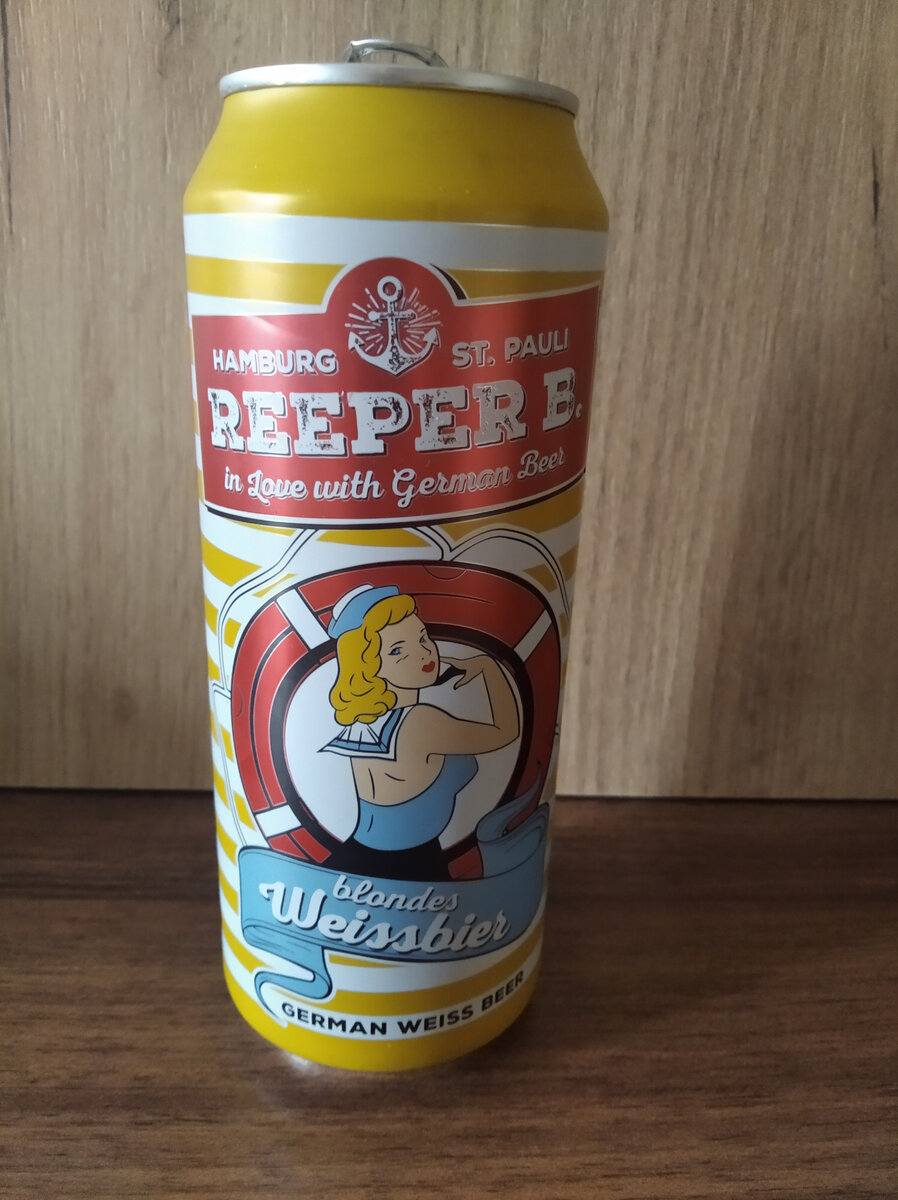 HAMBURG ST. PAULI
REEPER B.
in Love with German Beer
blondes
Weissbier
GERMAN WEISS BEER